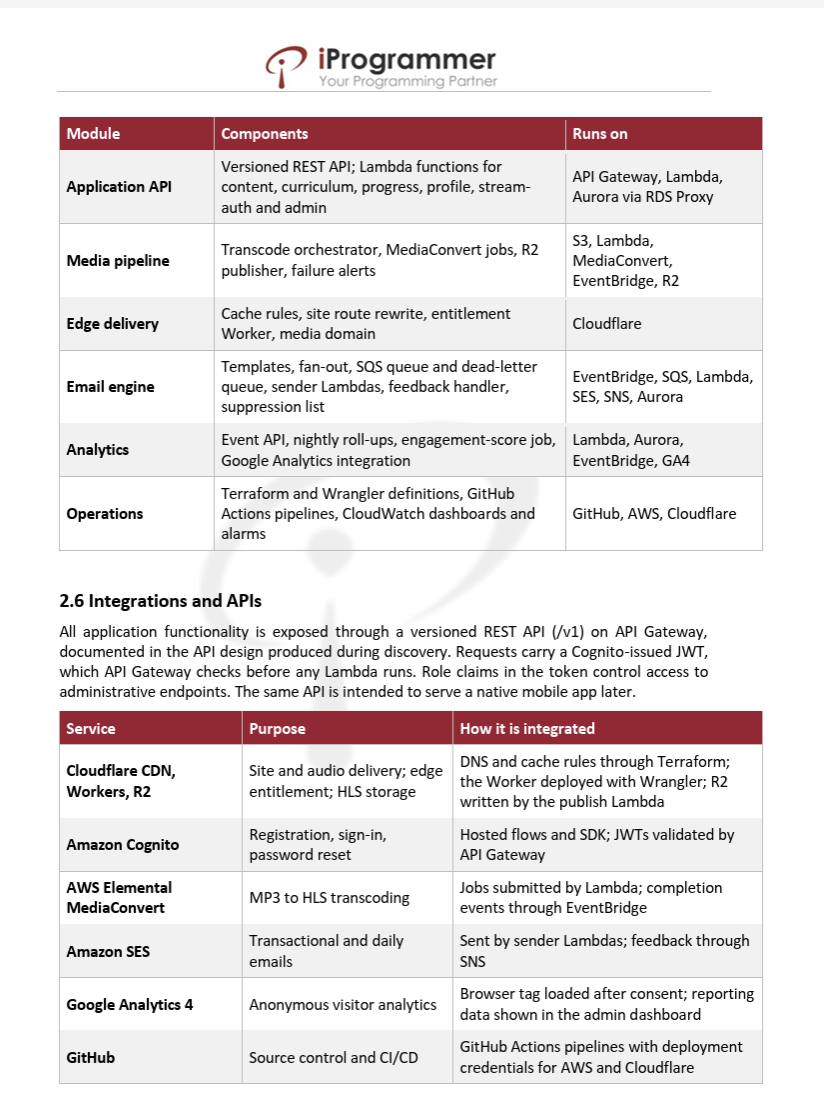 iProgrammer
Your Programming Partner
Module Components Runs on
Application API
Versioned REST API; Lambda functions for
content, curriculum, progress, profile, stream-
auth and admin
API Gateway, Lambda,
Aurora via RDS Proxy
Media pipeline
Transcode orchestrator, MediaConvert jobs, R2
publisher, failure alerts
S3, Lambda,
MediaConvert,
EventBridge, R2
Edge delivery
Cache rules, site route rewrite, entitlement
Worker, media domain
Cloudflare
Email engine
Templates, fan-out, SQS queue and dead-letter
queue, sender Lambdas, feedback handler,
suppression list
EventBridge, SQS, Lambda,
SES, SNS, Aurora
Analytics
Event API, nightly roll-ups, engagement-score job,
Google Analytics integration
Lambda, Aurora,
EventBridge, GA4
Operations
Terraform and Wrangler definitions, GitHub
Actions pipelines, CloudWatch dashboards and
alarms
GitHub, AWS, Cloudflare
2.6 Integrations and APIs
All application functionality is exposed through a versioned REST API (/v1) on API Gateway,
documented in the API design produced during discovery. Requests carry a Cognito-issued JWT,
which API Gateway checks before any Lambda runs. Role claims in the token control access to
administrative endpoints. The same API is intended to serve a native mobile app later.
Service Purpose How it is integrated
Cloudflare CDN,
Workers, R2
Site and audio delivery; edge
entitlement; HLS storage
DNS and cache rules through Terraform;
the Worker deployed with Wrangler; R2
written by the publish Lambda
Amazon Cognito
Registration, sign-in,
password reset
Hosted flows and SDK; JWTs validated by
API Gateway
AWS Elemental
MediaConvert
MP3 to HLS transcoding
Jobs submitted by Lambda; completion
events through EventBridge
Amazon SES
Transactional and daily
emails
Sent by sender Lambdas; feedback through
SNS
Google Analytics 4
Anonymous visitor analytics
Browser tag loaded after consent; reporting
data shown in the admin dashboard
GitHub
Source control and CI/CD
GitHub Actions pipelines with deployment
credentials for AWS and Cloudflare